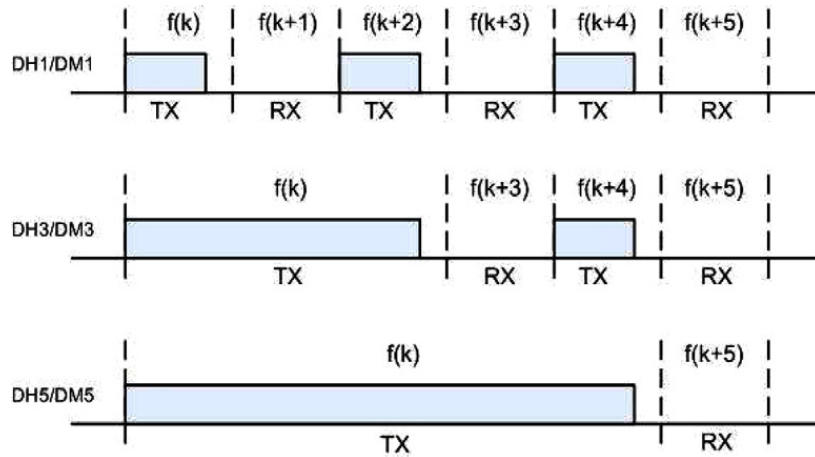 f(k) f(k+1) f(k+2) f(k+3) f(k+4) f(k+5)
DH1/DM1
TX RX TX RX TX RX
f(k) f(k+3) f(k+4) f(k+5)
DH3/DM3
TX RX TX RX
f(k) f(k+5)
DH5/DM5
TX RX